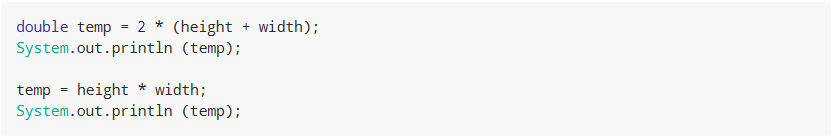 double temp = 2 * (height + width);
System.out.println (temp);
temp = height * width;
System.out.println (temp);